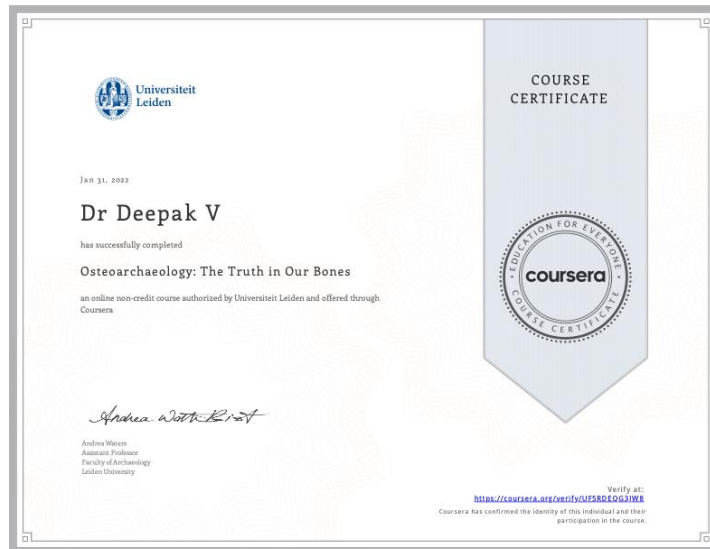 Universiteit
Leiden
COURSE
CERTIFICATE
Jan 31, 2022
Dr Deepak V
has successfully completed
Osteoarchaeology: The Truth in Our Bones
an online non-credit course authorized by Universiteit Leiden and offered through
Coursera
EDUCATION FOR EVERYONE
coursera
COURSE CERTIFICATE
Andrea Waters
Assistant Professor
Faculty of Archaeology
Leiden University
Verify at:
https://coursera.org/verify/UF5RDEQG3JWB
Coursera has confirmed the identity of this individual and their
participation in the course.